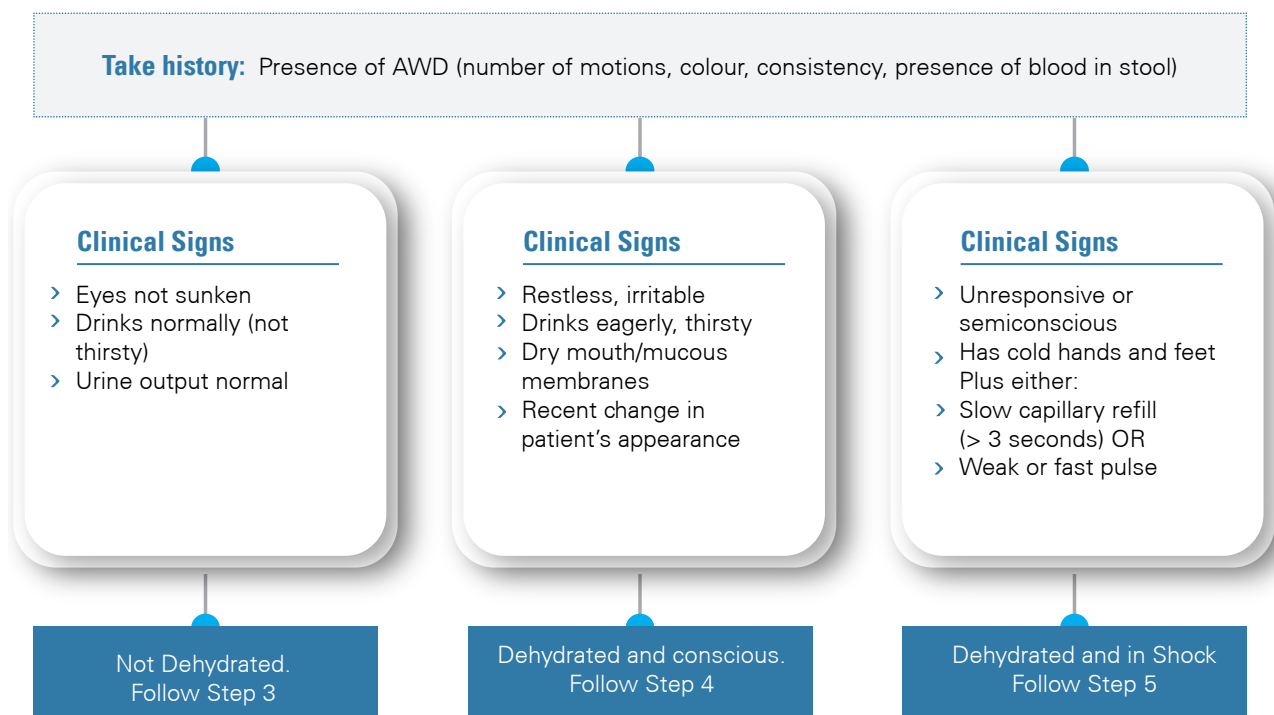 Take history: Presence of AWD (number of motions, colour, consistency, presence of blood in stool)
Clinical Signs
› Eyes not sunken
› Drinks normally (not
thirsty)
› Urine output normal
Not Dehydrated.
Follow Step 3
Clinical Signs
› Restless, irritable
› Drinks eagerly, thirsty
› Dry mouth/mucous
membranes
› Recent change in
patient’s appearance
Dehydrated and conscious.
Follow Step 4
Clinical Signs
› Unresponsive or
semiconscious
› Has cold hands and feet
Plus either:
› Slow capillary refill
(> 3 seconds) OR
› Weak or fast pulse
Dehydrated and in Shock
Follow Step 5